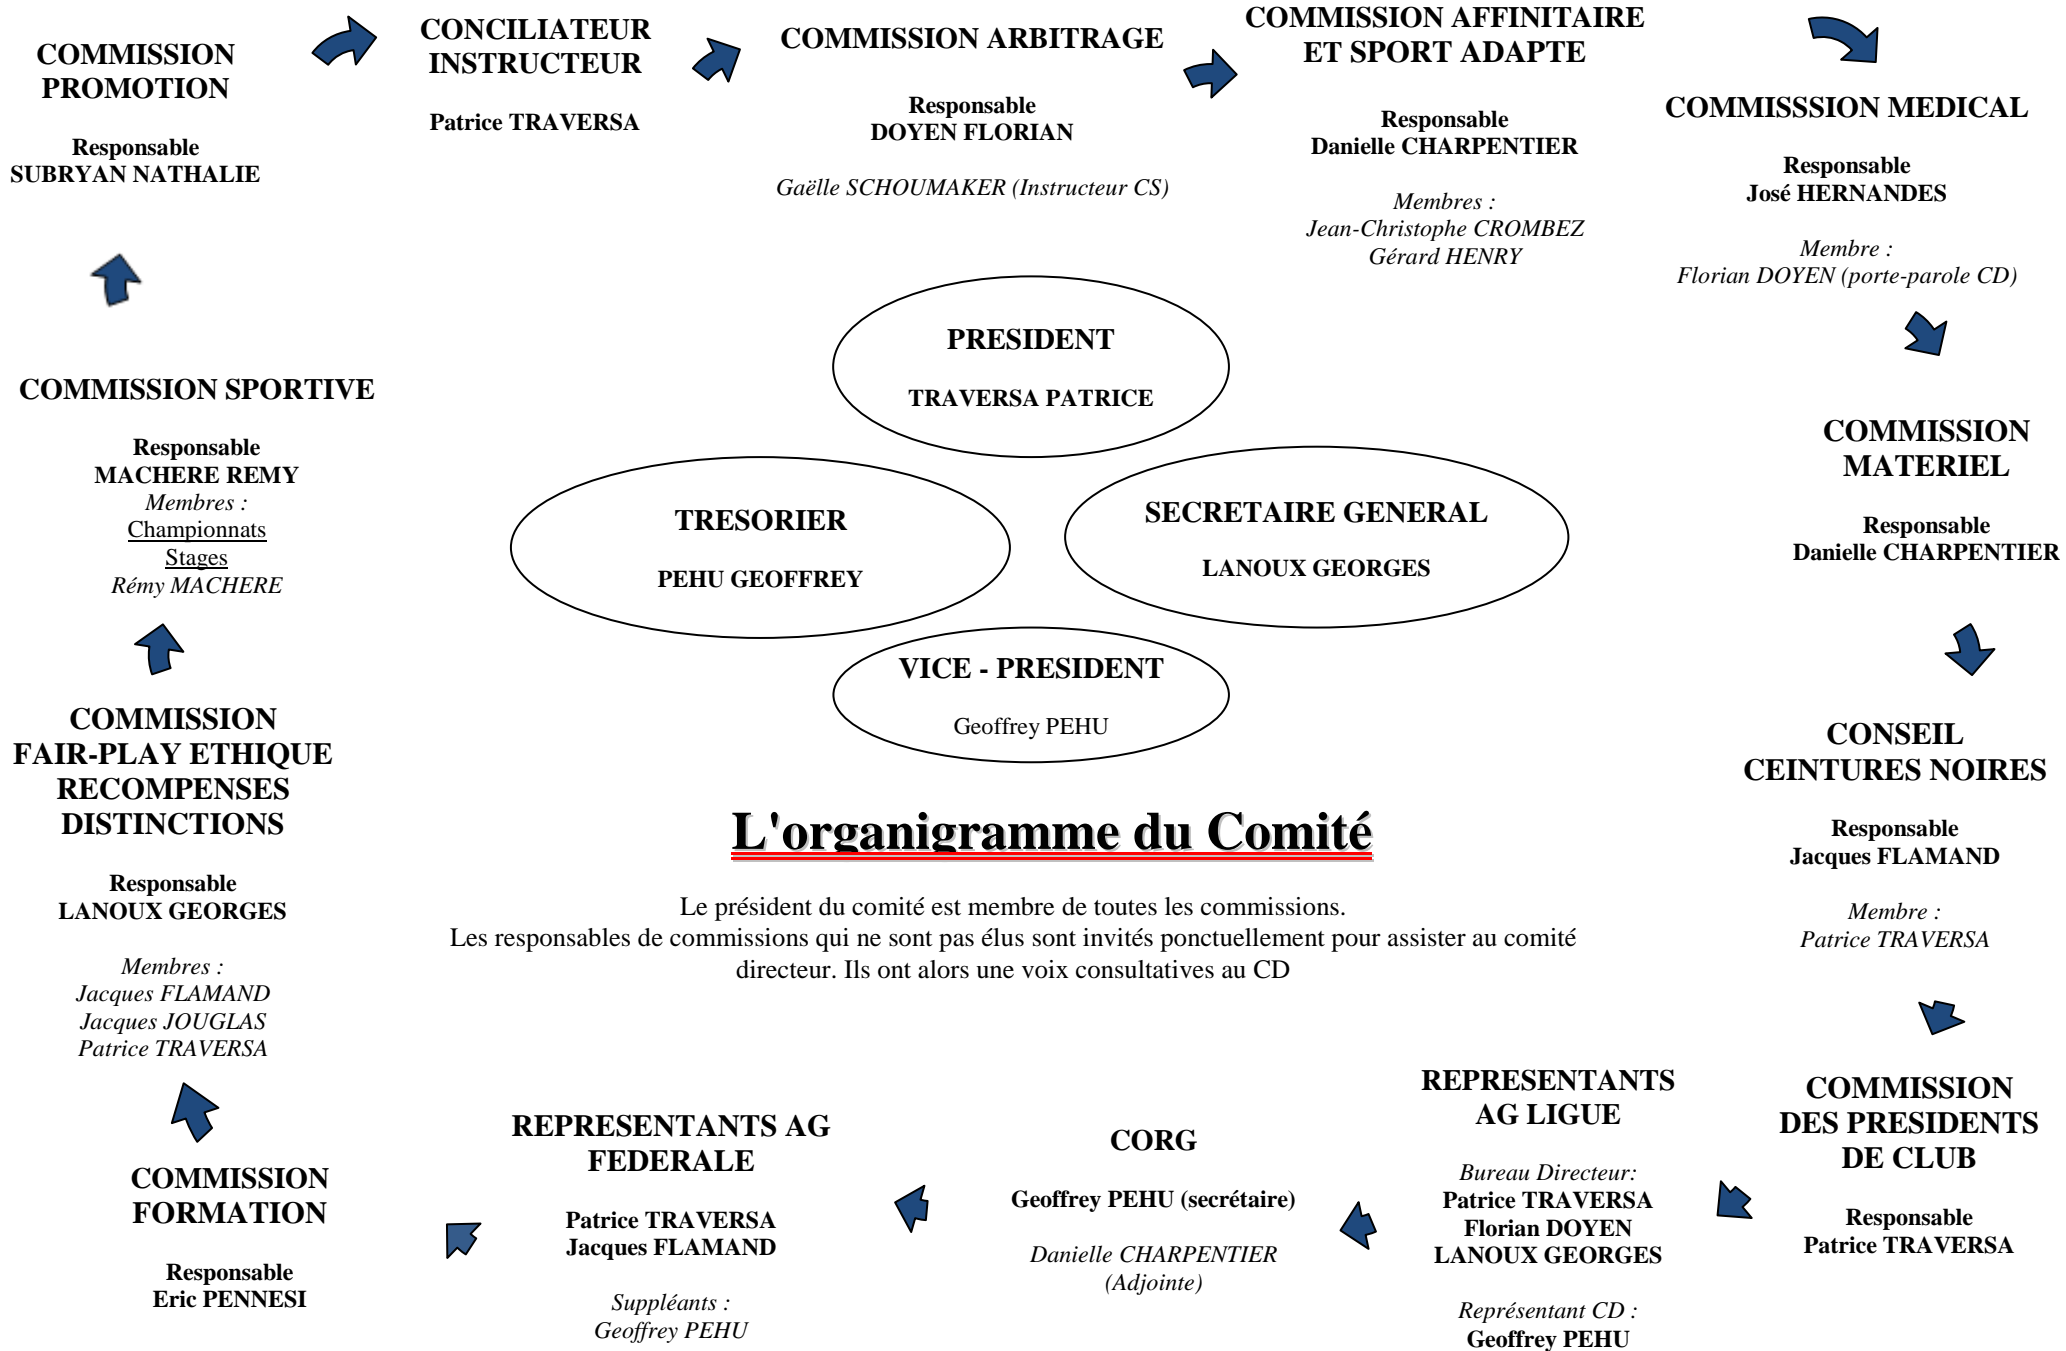 COMMISSION
PROMOTION
Responsable
SUBRYAN NATHALIE
CONCILIATEUR
INSTRUCTEUR
Patrice TRAVERSA
COMMISSION ARBITRAGE
Responsable
DOYEN FLORIAN
Gaëlle SCHOUMAKER (Instructeur CS)
COMMISSION AFFINITAIRE
ET SPORT ADAPTE
Responsable
Danielle CHARPENTIER
Membres :
Jean-Christophe CROMBEZ
Gérard HENRY
COMMISSSION MEDICAL
Responsable
José HERNANDES
Membre :
Florian DOYEN (porte-parole CD)
PRESIDENT
TRAVERSA PATRICE
COMMISSION SPORTIVE
Responsable
MACHERE REMY
Membres :
Championnats
Stages
Rémy MACHERE
TRESORIER
PEHU GEOFFREY
SECRETAIRE GENERAL
LANOUX GEORGES
COMMISSION
MATERIEL
Responsable
Danielle CHARPENTIER
VICE - PRESIDENT
Geoffrey PEHU
COMMISSION
FAIR-PLAY ETHIQUE
RECOMPENSES
DISTINCTIONS
Responsable
LANOUX GEORGES
Membres :
Jacques FLAMAND
Jacques JOUGLAS
Patrice TRAVERSA
L'organigramme du Comité
Le président du comité est membre de toutes les commissions.
Les responsables de commissions qui ne sont pas élus sont invités ponctuellement pour assister au comité
directeur. Ils ont alors une voix consultatives au CD
CONSEIL
CEINTURES NOIRES
Responsable
Jacques FLAMAND
Membre :
Patrice TRAVERSA
COMMISSION
FORMATION
Responsable
Eric PENNESI
REPRESENTANTS AG
FEDERALE
Patrice TRAVERSA
Jacques FLAMAND
Suppléants :
Geoffrey PEHU
CORG
Geoffrey PEHU (secrétaire)
Danielle CHARPENTIER
(Adjointe)
REPRESENTANTS
AG LIGUE
Bureau Directeur:
Patrice TRAVERSA
Florian DOYEN
LANOUX GEORGES
Représentant CD :
Geoffrey PEHU
COMMISSION
DES PRESIDENTS
DE CLUB
Responsable
Patrice TRAVERSA